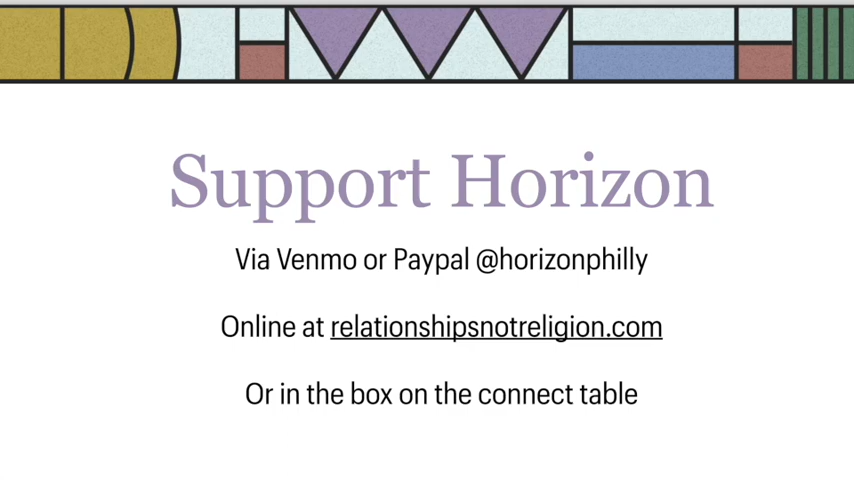 Support Horizon
Via Venmo or Paypal @horizonphilly
Online at relationshipsnotreligion.com
Or in the box on the connect table